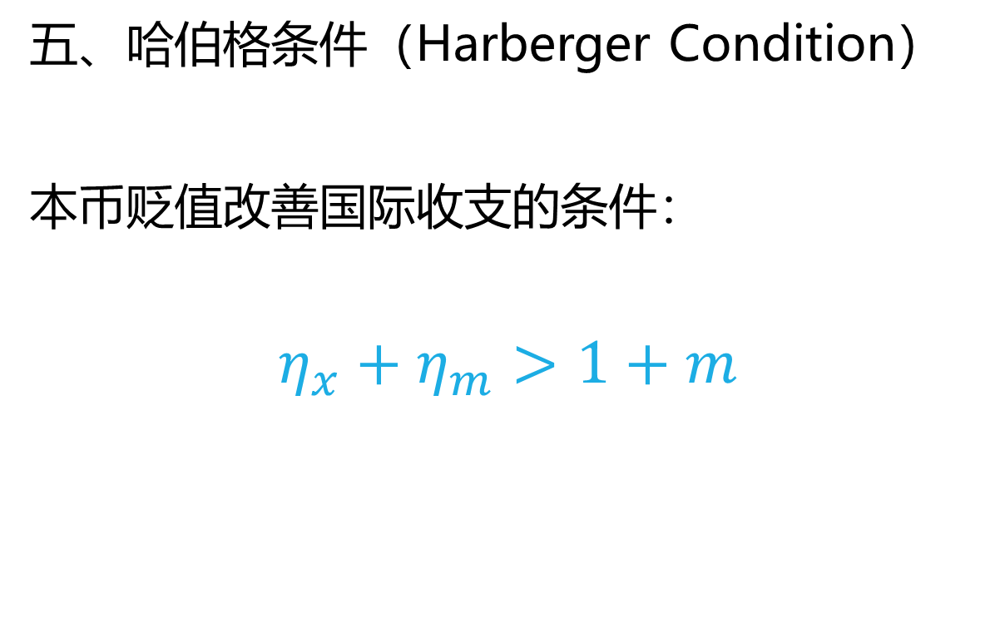 五、哈伯格条件（Harberger Condition）
本币贬值改善国际收支的条件：
ηₓ + ηₘ > 1 + m